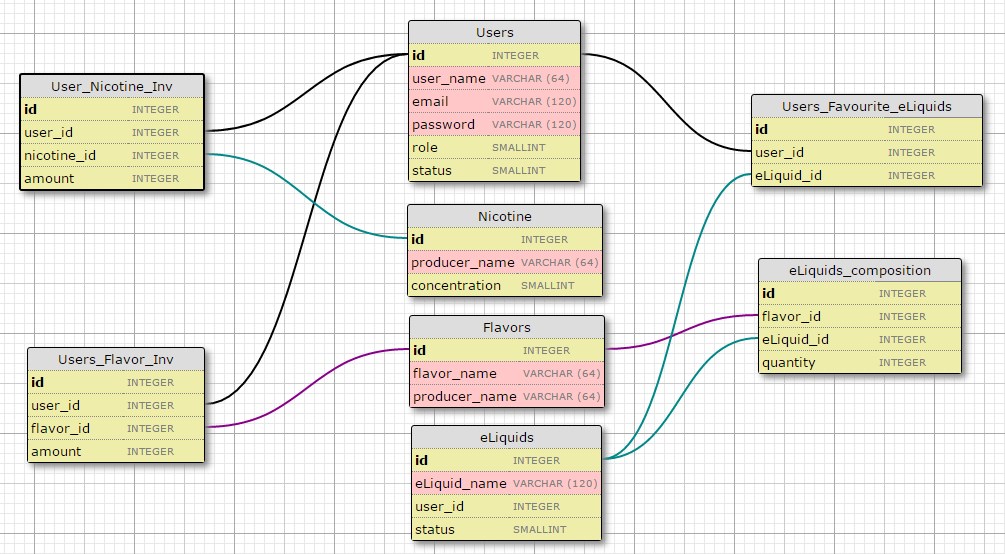 Users
id INTEGER
user_name VARCHAR (64)
email VARCHAR (120)
password VARCHAR (120)
role SMALLINT
status SMALLINT
User_Nicotine_Inv
id INTEGER
user_id INTEGER
nicotine_id INTEGER
amount INTEGER
Users_Favourite_eLiquids
id INTEGER
user_id INTEGER
eLiquid_id INTEGER
Nicotine
id INTEGER
producer_name VARCHAR (64)
concentration SMALLINT
eLiquids_composition
id INTEGER
flavor_id INTEGER
eLiquid_id INTEGER
quantity INTEGER
Flavors
id INTEGER
flavor_name VARCHAR (64)
producer_name VARCHAR (64)
Users_Flavor_Inv
id INTEGER
user_id INTEGER
flavor_id INTEGER
amount INTEGER
eLiquids
id INTEGER
eLiquid_name VARCHAR (120)
user_id INTEGER
status SMALLINT